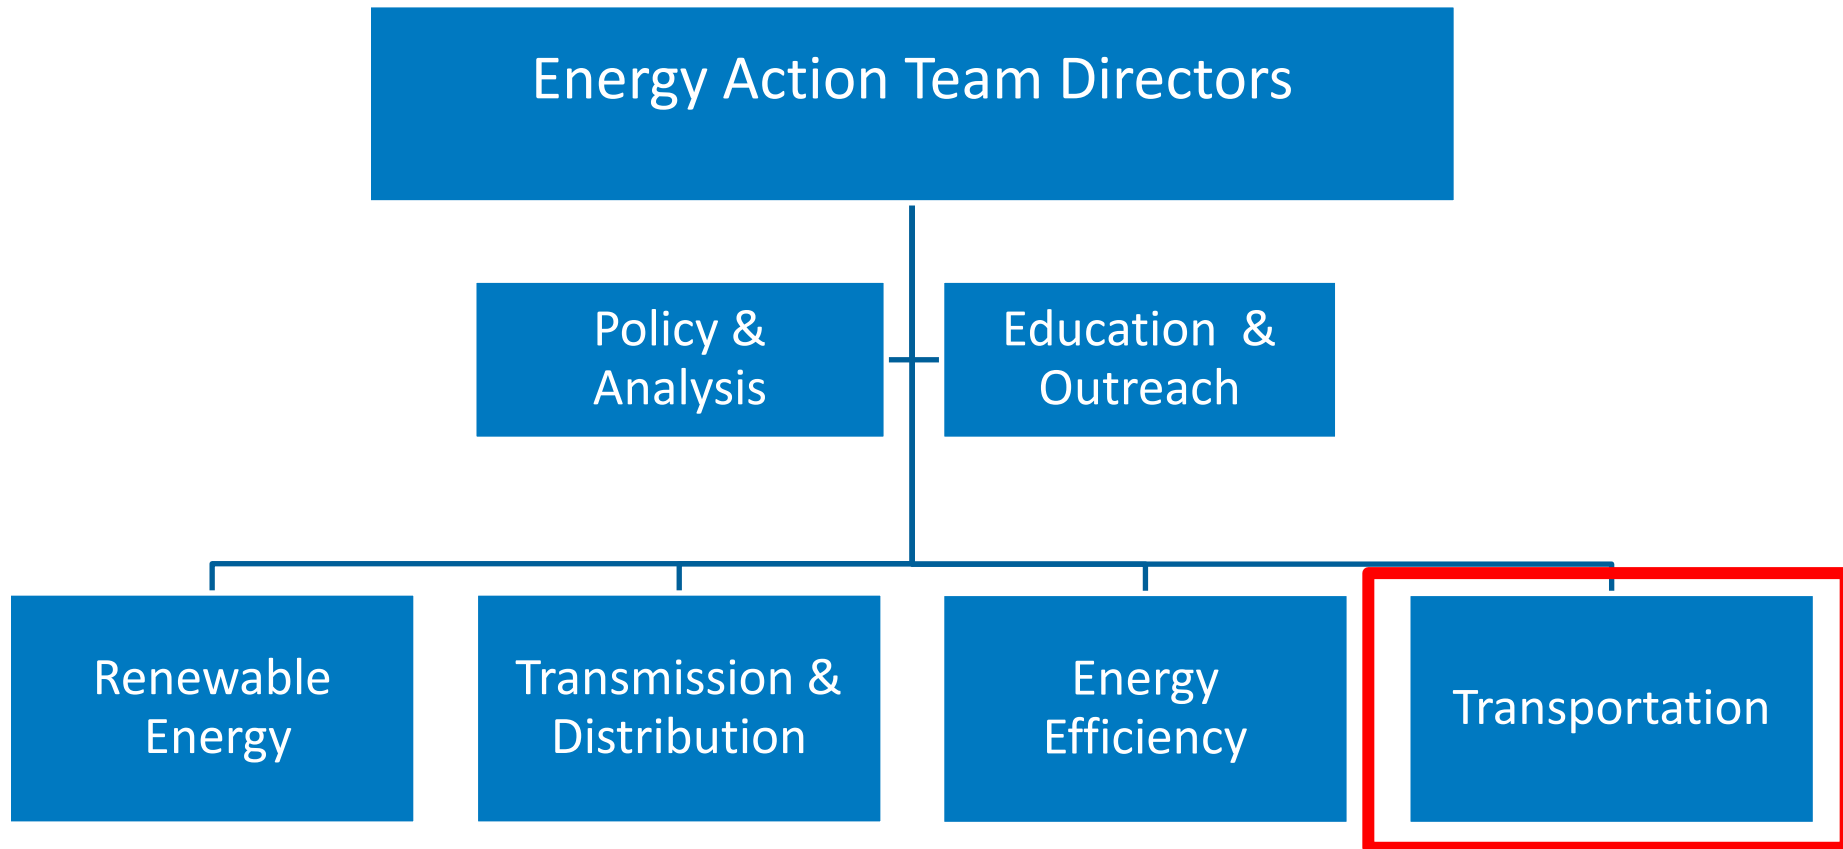 Energy Action Team Directors
Policy &
Analysis
Education  &
Outreach
Renewable
Energy
Transmission &
Distribution
Energy
Efficiency
Transportation